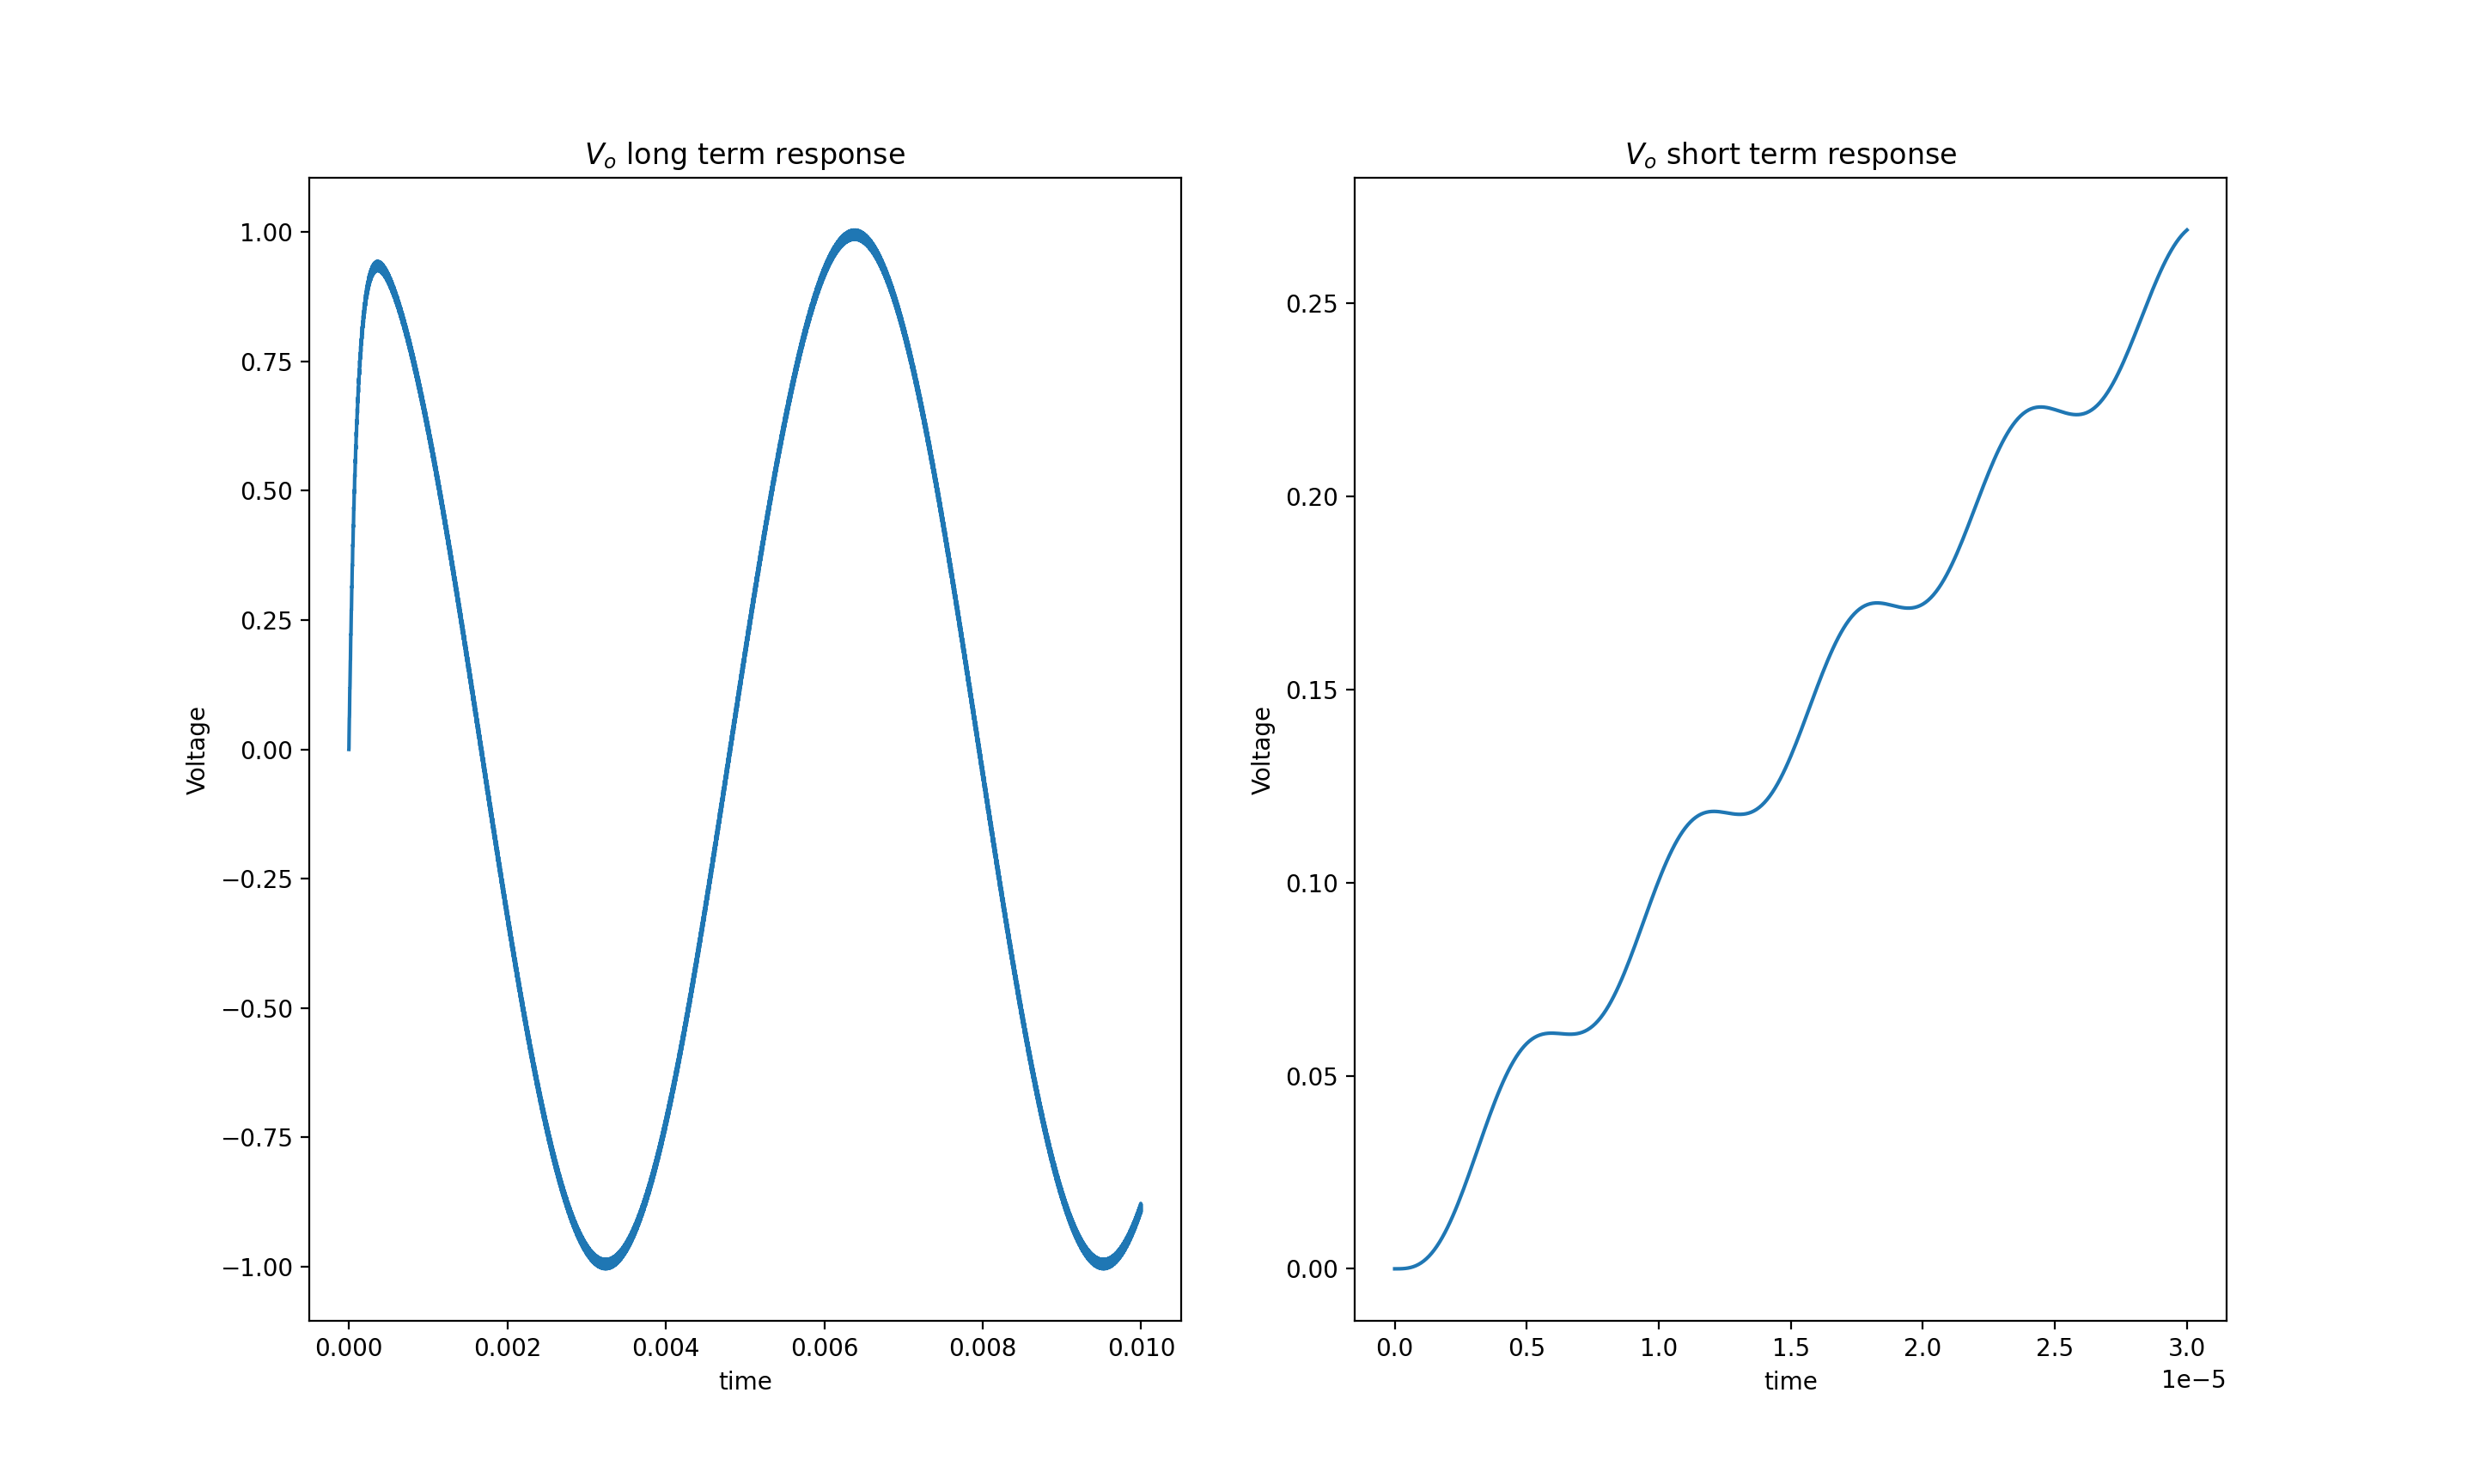 V_o long term response
Voltage
1.00
0.75
0.50
0.25
0.00
−0.25
−0.50
−0.75
−1.00
0.000 0.002 0.004 0.006 0.008 0.010
time
V_o short term response
Voltage
0.25
0.20
0.15
0.10
0.05
0.00
0.0 0.5 1.0 1.5 2.0 2.5 3.0
1e−5
time